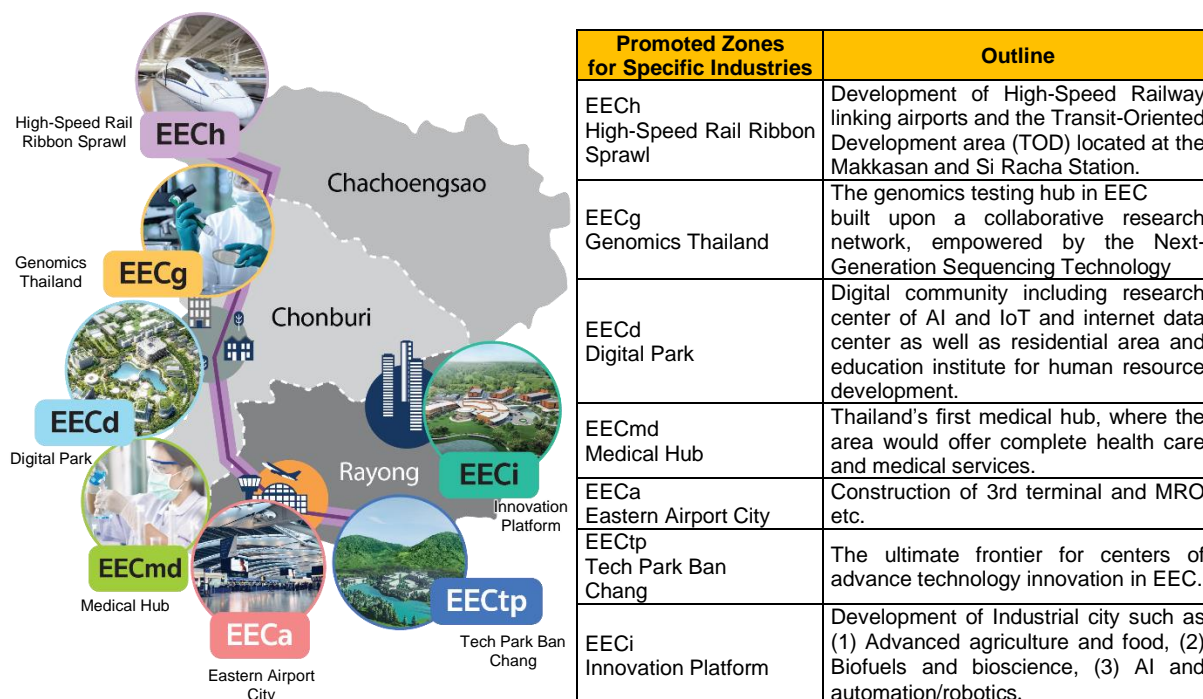 High-Speed Rail
Ribbon Sprawl
EECh
Chachoengsao
Genomics
Thailand
EECg
Chonburi
EECd
Digital Park
Rayong
EECi
Innovation
Platform
EECmd
Medical Hub
EECa
Eastern Airport
City
EECtp
Tech Park Ban
Chang
Promoted Zones
for Specific Industries
Outline
EECh
High-Speed Rail Ribbon
Sprawl
Development of High-Speed Railway
linking airports and the Transit-Oriented
Development area (TOD) located at the
Makkasan and Si Racha Station.
EECg
Genomics Thailand
The genomics testing hub in EEC
built upon a collaborative research
network, empowered by the Next-
Generation Sequencing Technology
EECd
Digital Park
Digital community including research
center of AI and IoT and internet data
center as well as residential area and
education institute for human resource
development.
EECmd
Medical Hub
Thailand's first medical hub, where the
area would offer complete health care
and medical services.
EECa
Eastern Airport City
Construction of 3rd terminal and MRO
etc.
EECtp
Tech Park Ban
Chang
The ultimate frontier for centers of
advance technology innovation in EEC.
EECi
Innovation Platform
Development of Industrial city such as
(1) Advanced agriculture and food, (2)
Biofuels and bioscience, (3) AI and
automation/robotics.